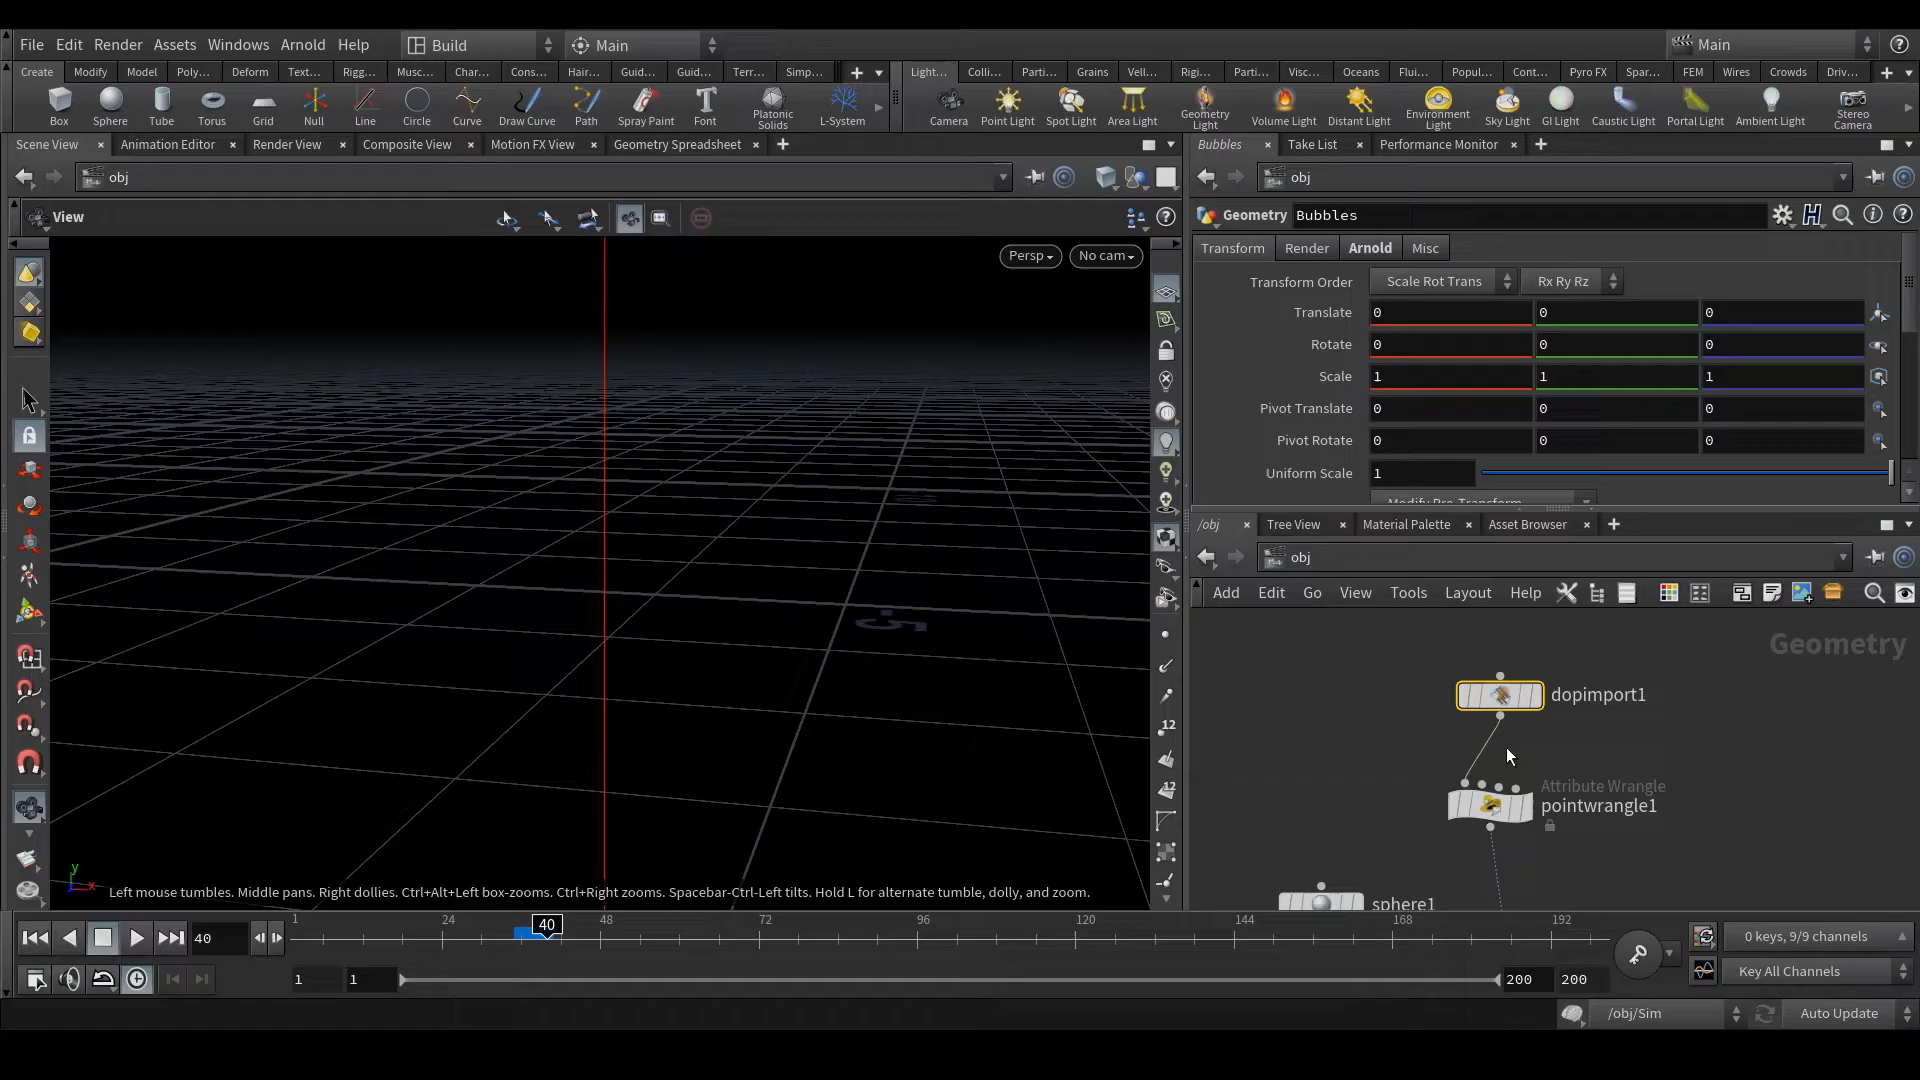 File Edit Render Assets Windows Arnold Help Build Main Main
Create Modify Model Poly... Deform Text... Rigg... Musc... Char... Cons... Hair... Guid... Guid... Terr... Simp... Light... Colli... Parti... Grains Vell... Rigi... Parti... Visc... Oceans Flui... Popul... Cont... Pyro FX Spar... FEM Wires Crowds Driv...
Box Sphere Tube Torus Grid Null Line Circle Curve Draw Curve Path Spray Paint Font Platonic Solids L-System Camera Point Light Spot Light Area Light Geometry Light Volume Light Distant Light Environment Light Sky Light GI Light Caustic Light Portal Light Ambient Light Stereo Camera
Scene View Animation Editor Render View Composite View Motion FX View Geometry Spreadsheet
obj
View
Persp No cam
12
12
5
y
x
Left mouse tumbles. Middle pans. Right dollies. Ctrl+Alt+Left box-zooms. Ctrl+Right zooms. Spacebar-Ctrl-Left tilts. Hold L for alternate tumble, dolly, and zoom.
Bubbles Take List Performance Monitor
obj
Geometry Bubbles
Transform Render Arnold Misc
Transform Order Scale Rot Trans Rx Ry Rz
Translate 0 0 0
Rotate 0 0 0
Scale 1 1 1
Pivot Translate 0 0 0
Pivot Rotate 0 0 0
Uniform Scale 1
Modify Pre-Transform
/obj Tree View Material Palette Asset Browser
obj
Add Edit Go View Tools Layout Help
Geometry
dopimport1
Attribute Wrangle
pointwrangle1
sphere1
40 1 24 40 48 72 96 120 144 168 192 0 keys, 9/9 channels
1 1 200 200 Key All Channels
/obj/Sim Auto Update